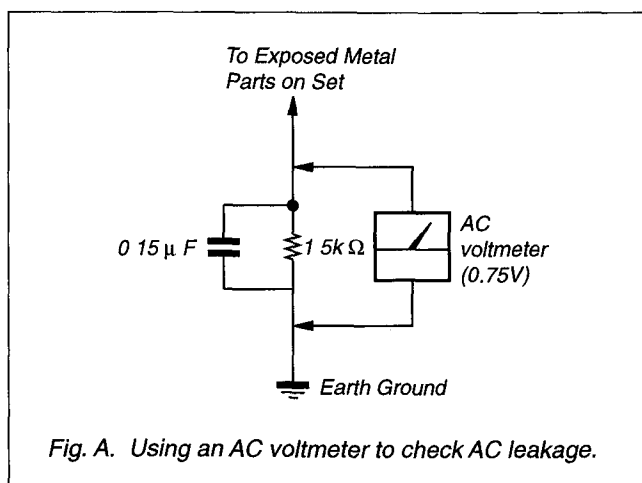 To Exposed Metal
Parts on Set
0 15 μ F
1 5k Ω
AC
voltmeter
(0.75V)
Earth Ground
Fig. A. Using an AC voltmeter to check AC leakage.